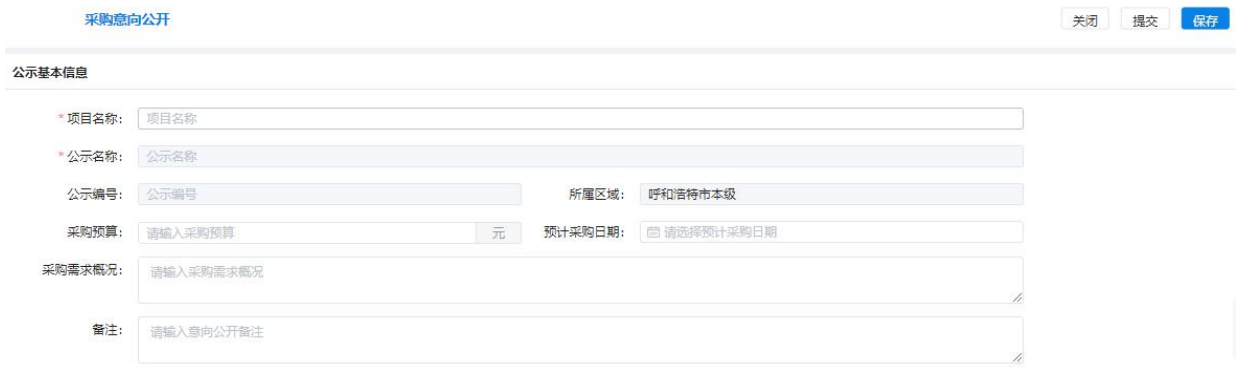 采购意向公开 关闭 提交 保存
公示基本信息
*项目名称: 项目名称
*公示名称: 公示名称
公示编号: 公示编号 所属区域: 呼和浩特市本级
采购预算: 请输入采购预算 元 预计采购日期: 请选择预计采购日期
采购需求概况: 请输入采购需求概况
备注: 请输入意向公开备注